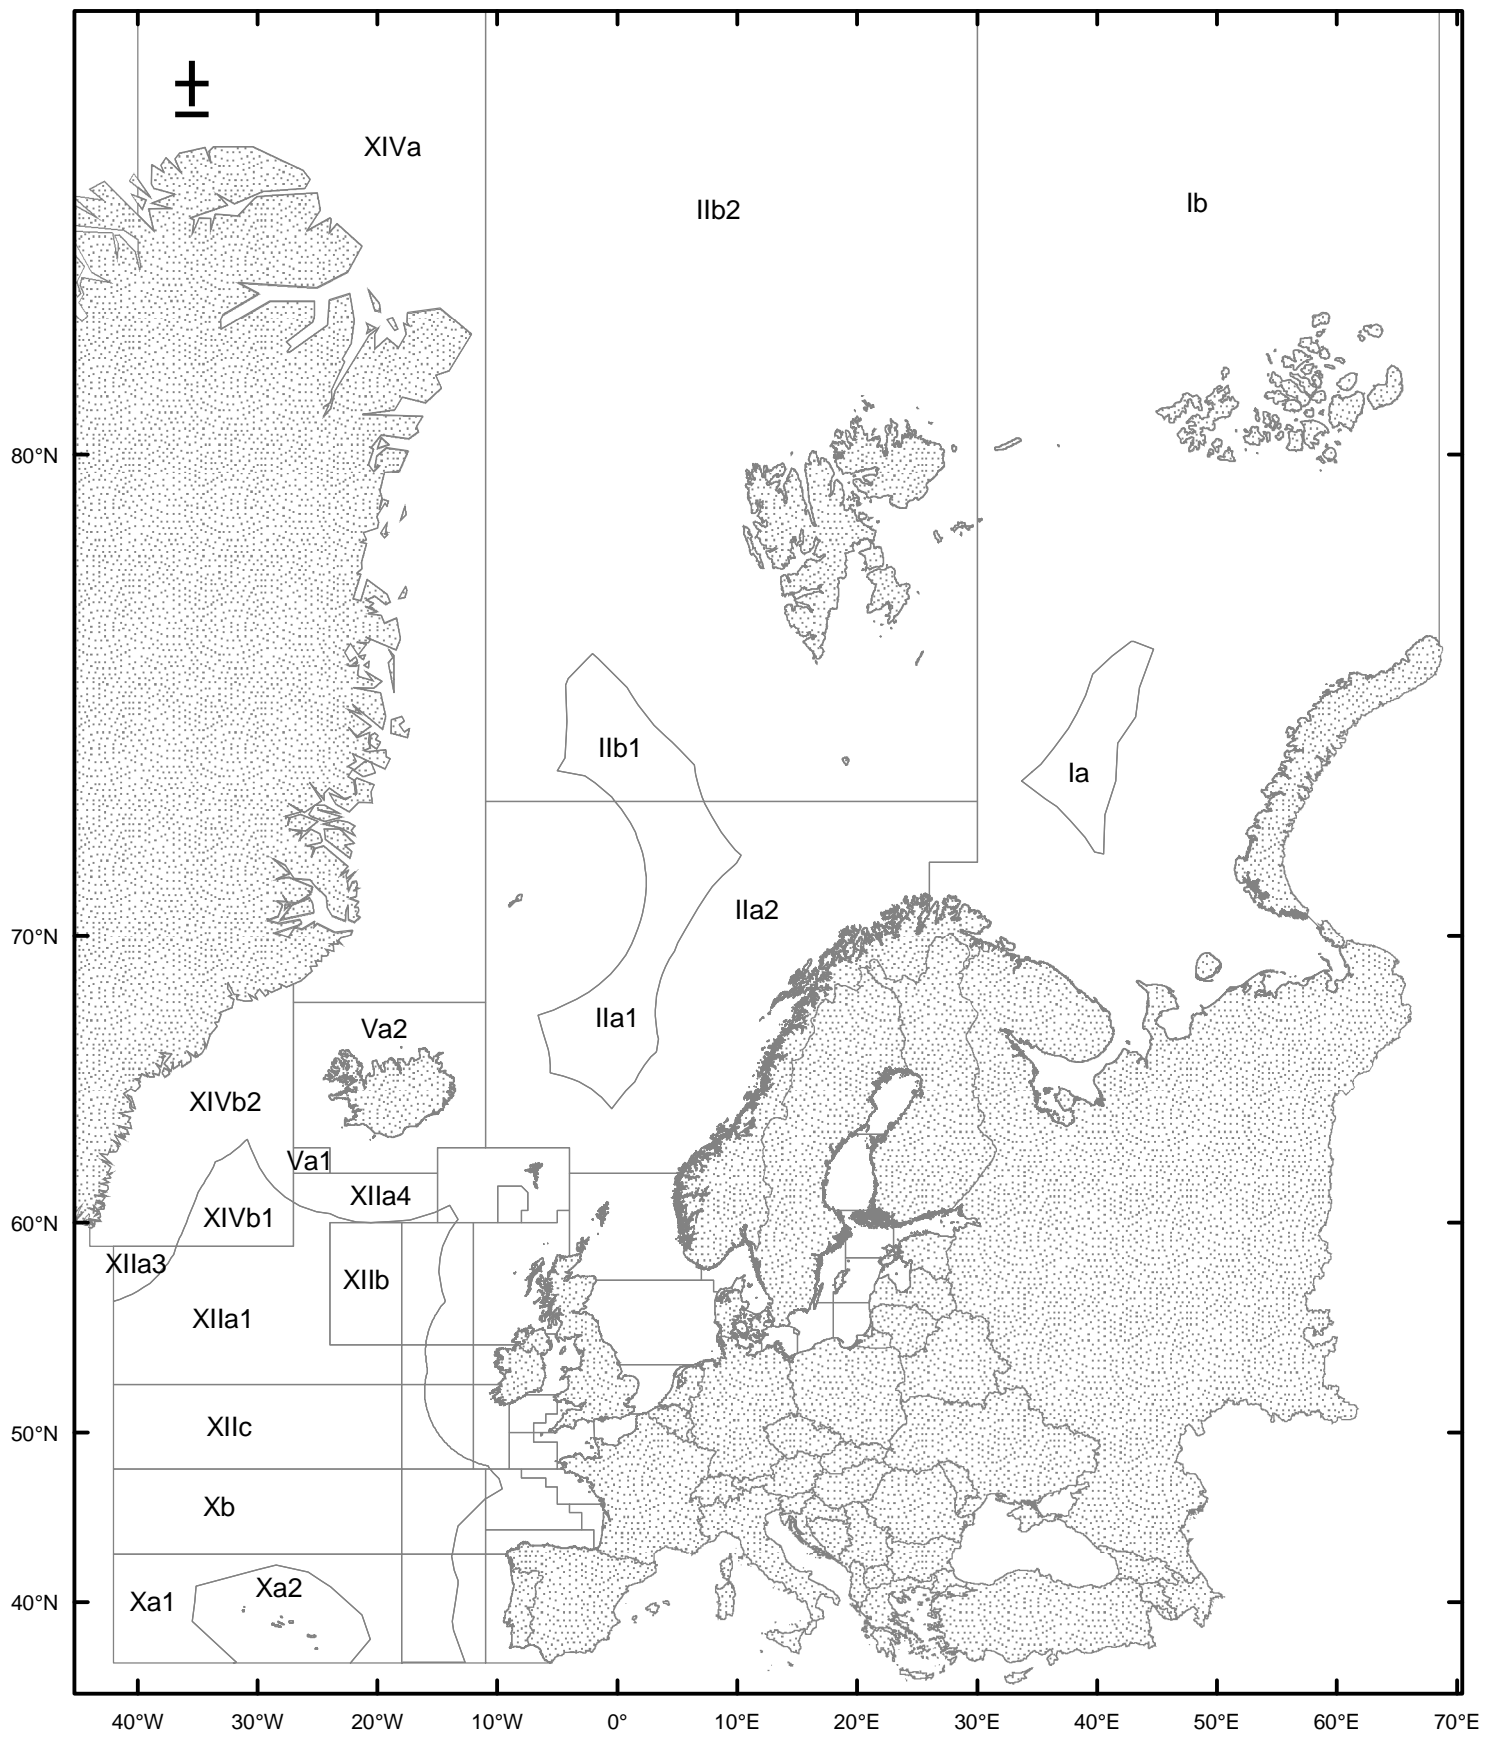 ±
XIVa
Ib
IIb2
80°N
IIb1
Ia
IIa2
70°N
IIa1
Va2
XIVb2
Va1
XIIa4
XIVb1
60°N
XIIa3
XIIb
XIIa1
XIIc
50°N
Xb
Xa2
Xa1
40°N
40°W 30°W 20°W 10°W 0° 10°E 20°E 30°E 40°E 50°E 60°E 70°E